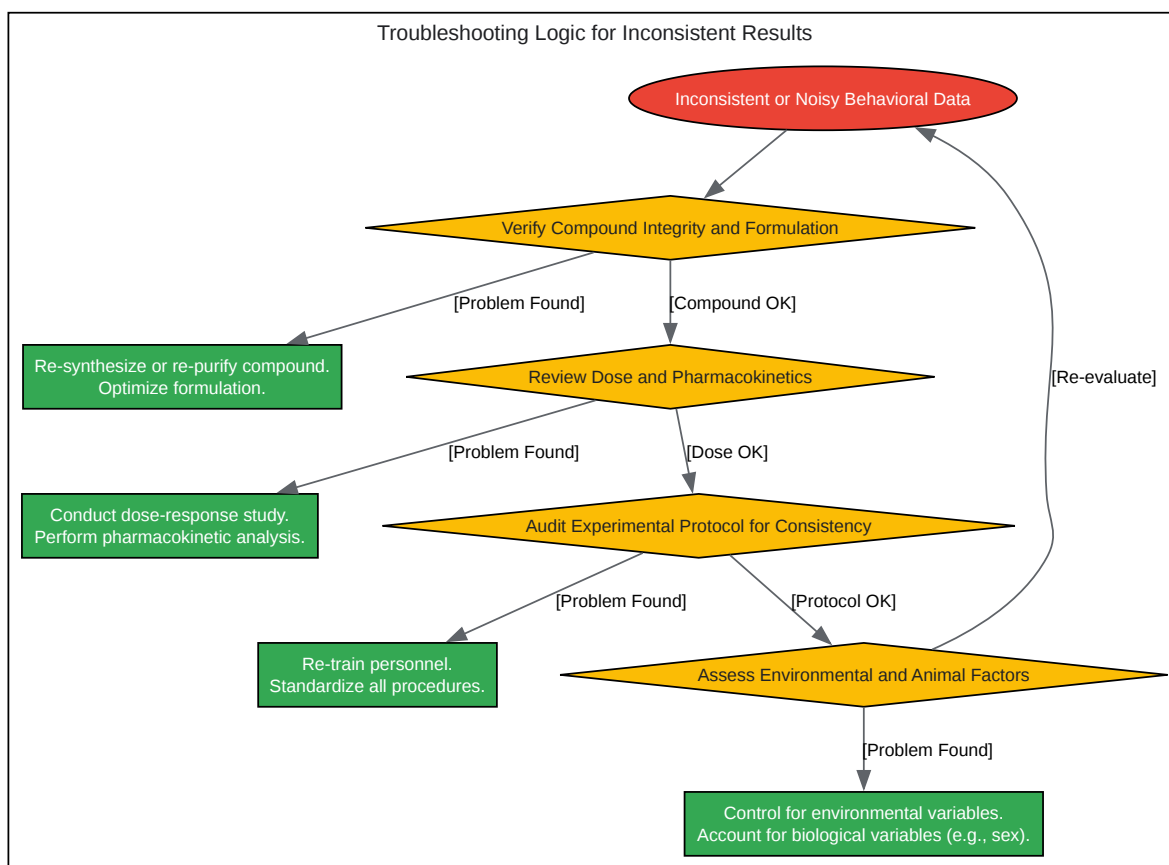 Troubleshooting Logic for Inconsistent Results
Inconsistent or Noisy Behavioral Data
Verify Compound Integrity and Formulation
[Problem Found]
[Compound OK]
Re-synthesize or re-purify compound.
Optimize formulation.
Review Dose and Pharmacokinetics
[Re-evaluate]
[Problem Found]
[Dose OK]
Conduct dose-response study.
Perform pharmacokinetic analysis.
Audit Experimental Protocol for Consistency
[Problem Found]
[Protocol OK]
Re-train personnel.
Standardize all procedures.
Assess Environmental and Animal Factors
[Problem Found]
Control for environmental variables.
Account for biological variables (e.g., sex).